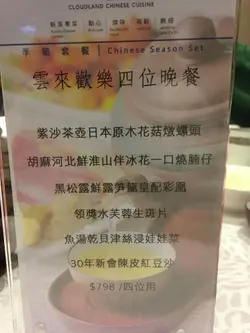 CLOUDLAND CHINESE CUISINE
點心
季節套餐 | Chinese Season Set
雲來歡樂四位晚餐
紫沙茶壺日本原木花菇燉螺頭
胡麻河北鮮淮山伴冰花一口燒腩仔
黑松露鮮露筍龍皇配彩鳳
領獎水芙蓉生斑片
魚湯乾貝津絲浸娃娃菜
30年新會陳皮紅豆沙
$798 /四位用